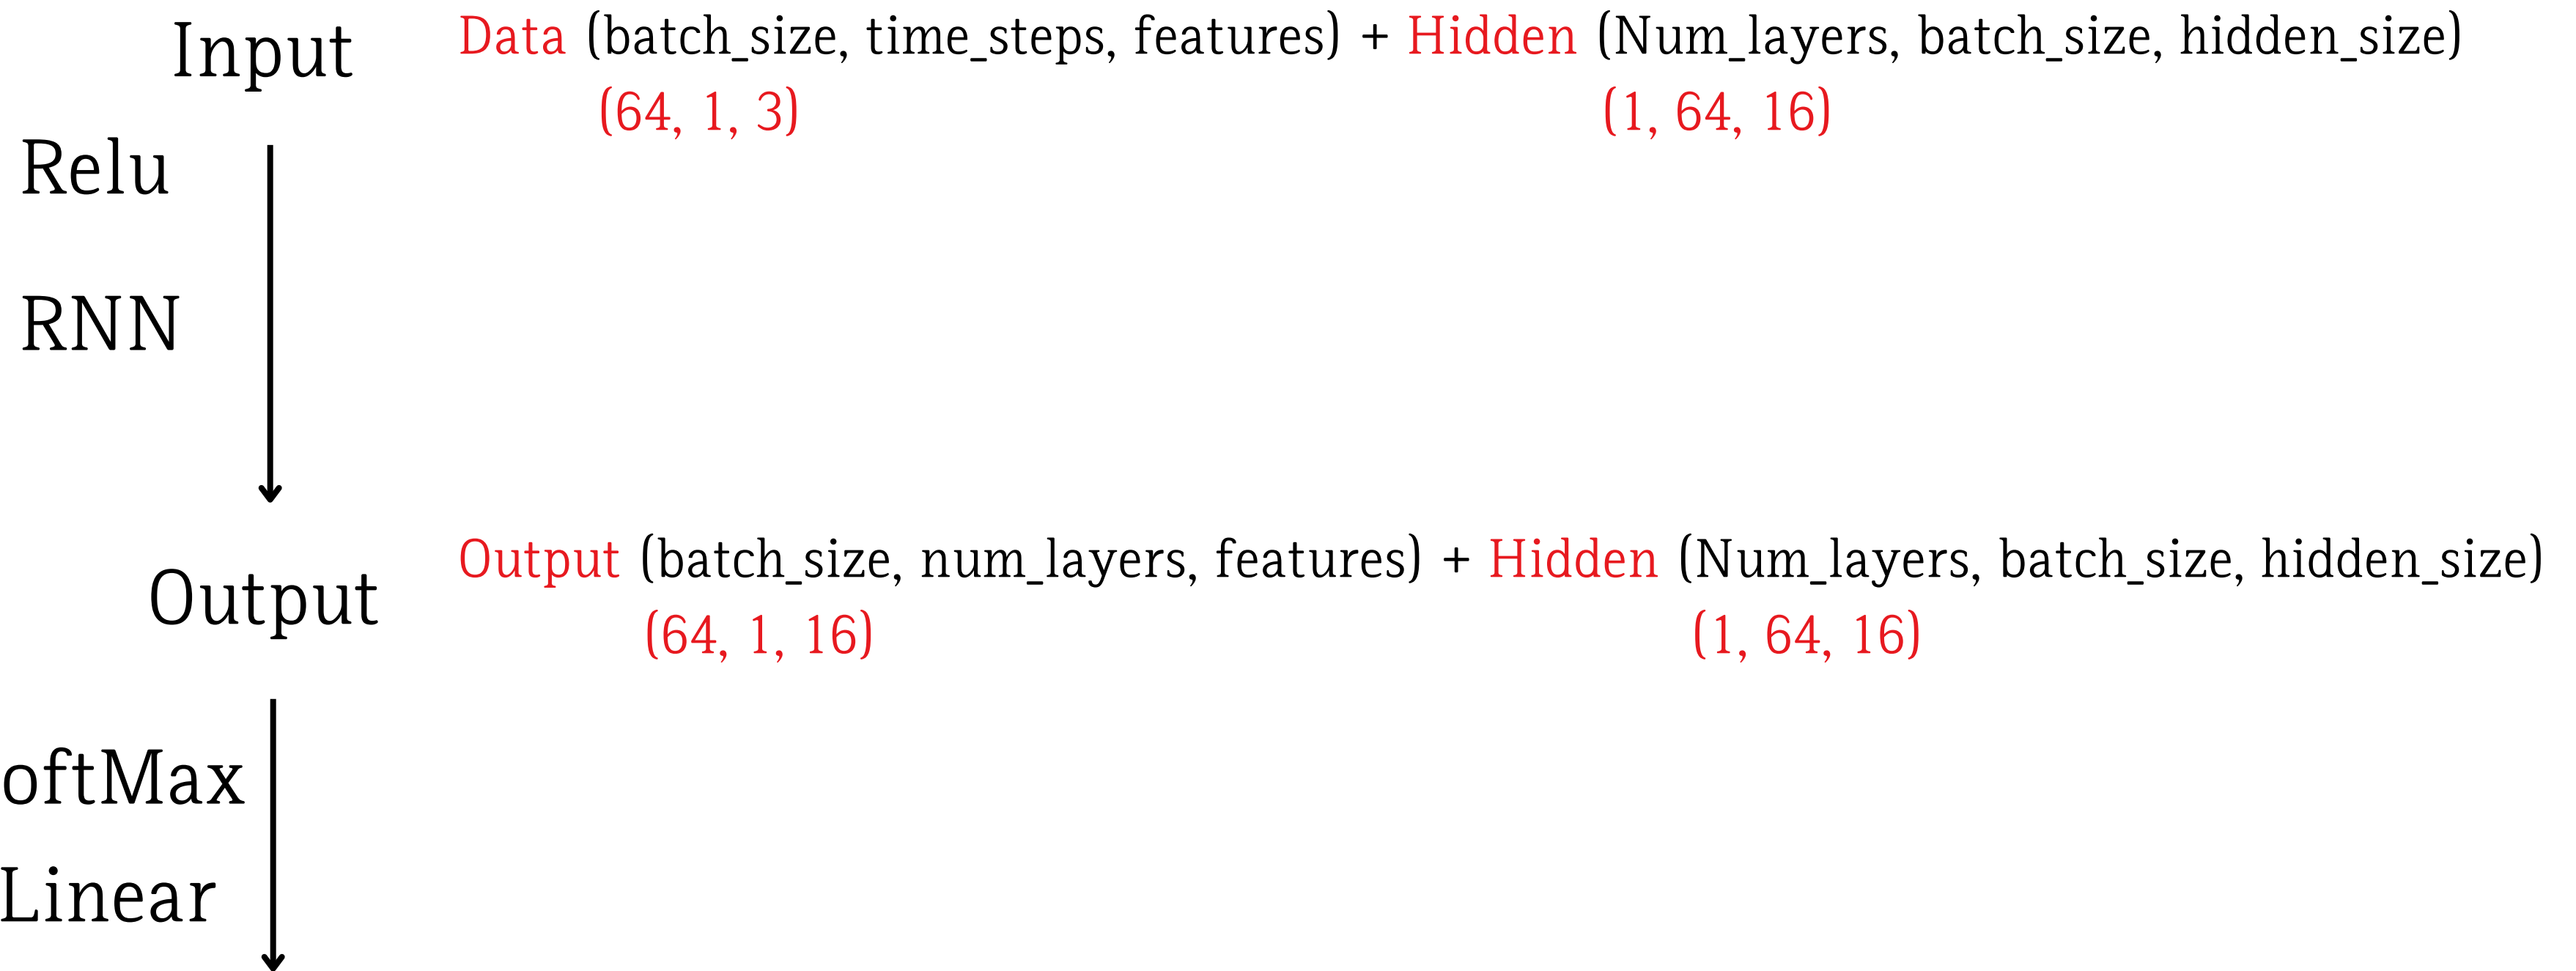 Input
Data (batch_size, time_steps, features) + Hidden (Num_layers, batch_size, hidden_size)
(64, 1, 3) (1, 64, 16)
Relu
RNN
Output
Output (batch_size, num_layers, features) + Hidden (Num_layers, batch_size, hidden_size)
(64, 1, 16) (1, 64, 16)
oftMax
Linear